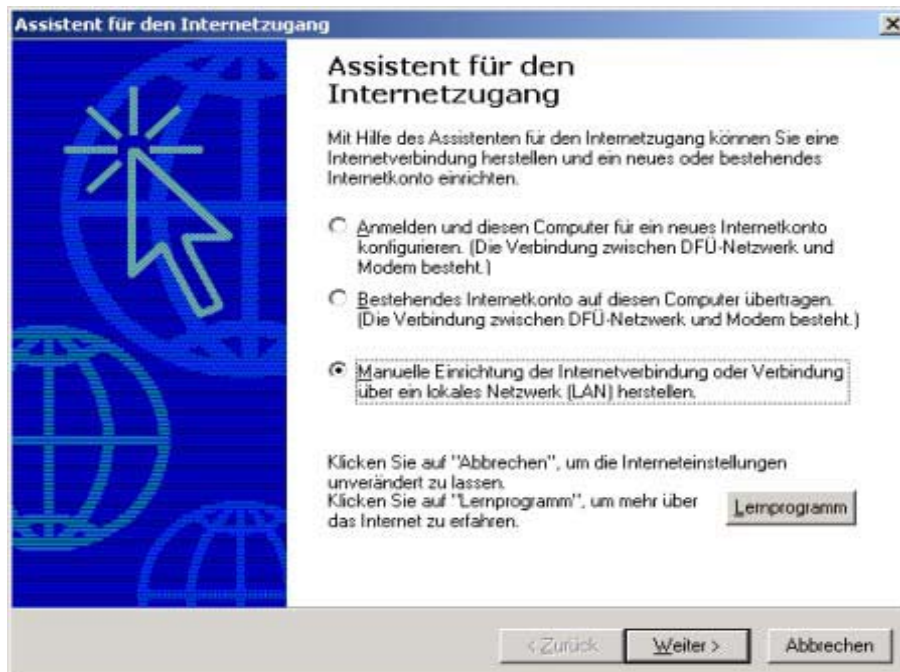 Assistent für den Internetzugang
Assistent für den
Internetzugang
Mit Hilfe des Assistenten für den Internetzugang können Sie eine
Internetverbindung herstellen und ein neues oder bestehendes
Internetkonto einrichten.
Anmelden und diesen Computer für ein neues Internetkonto
konfigurieren. (Die Verbindung zwischen DFÜ-Netzwerk und
Modem besteht.)
Bestehendes Internetkonto auf diesen Computer übertragen.
(Die Verbindung zwischen DFÜ-Netzwerk und Modem besteht.)
Manuelle Einrichtung der Internetverbindung oder Verbindung
über ein lokales Netzwerk (LAN) herstellen.
Klicken Sie auf "Abbrechen", um die Interneteinstellungen
unverändert zu lassen.
Klicken Sie auf "Lernprogramm", um mehr über
das Internet zu erfahren.
Lernprogramm
< Zurück
Weiter >
Abbrechen